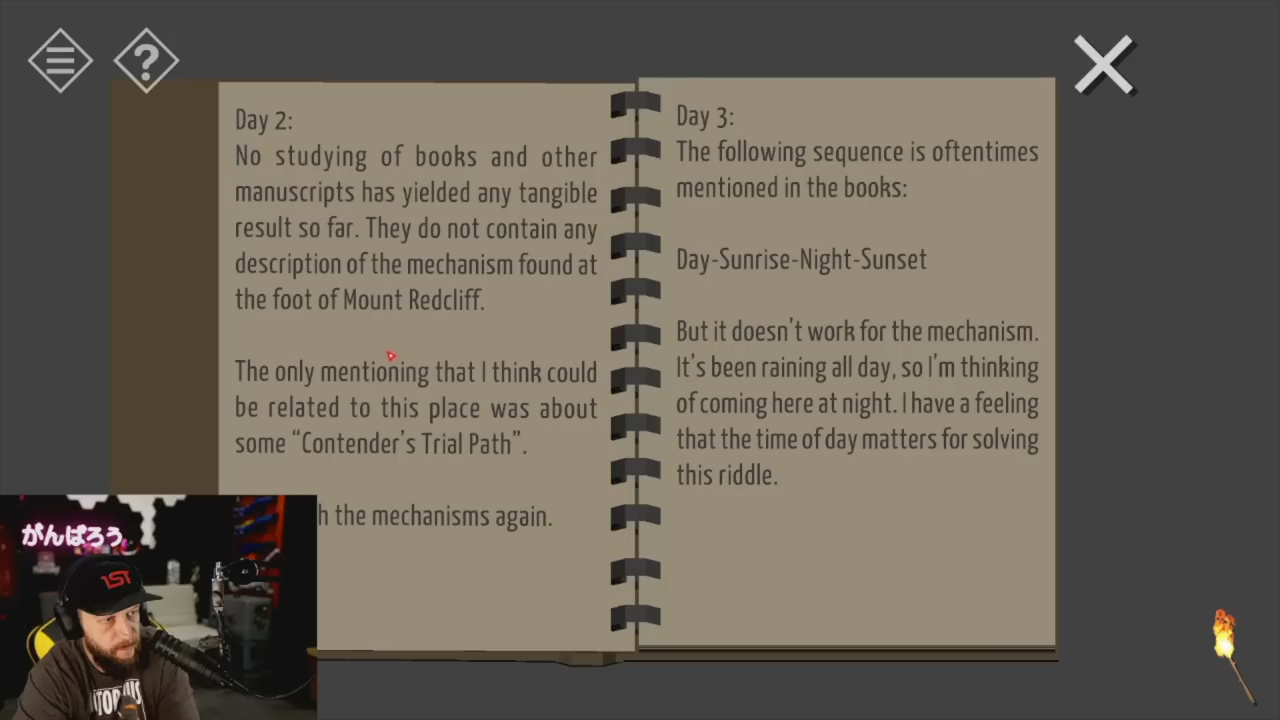 Day 2:
No studying of books and other
manuscripts has yielded any tangible
result so far. They do not contain any
description of the mechanism found at
the foot of Mount Redcliff.
The only mentioning that I think could
be related to this place was about
some “Contender’s Trial Path”.
the mechanisms again.
Day 3:
The following sequence is oftentimes
mentioned in the books:
Day-Sunrise-Night-Sunset
But it doesn’t work for the mechanism.
It’s been raining all day, so I’m thinking
of coming here at night. I have a feeling
that the time of day matters for solving
this riddle.
がんばろう
1ST